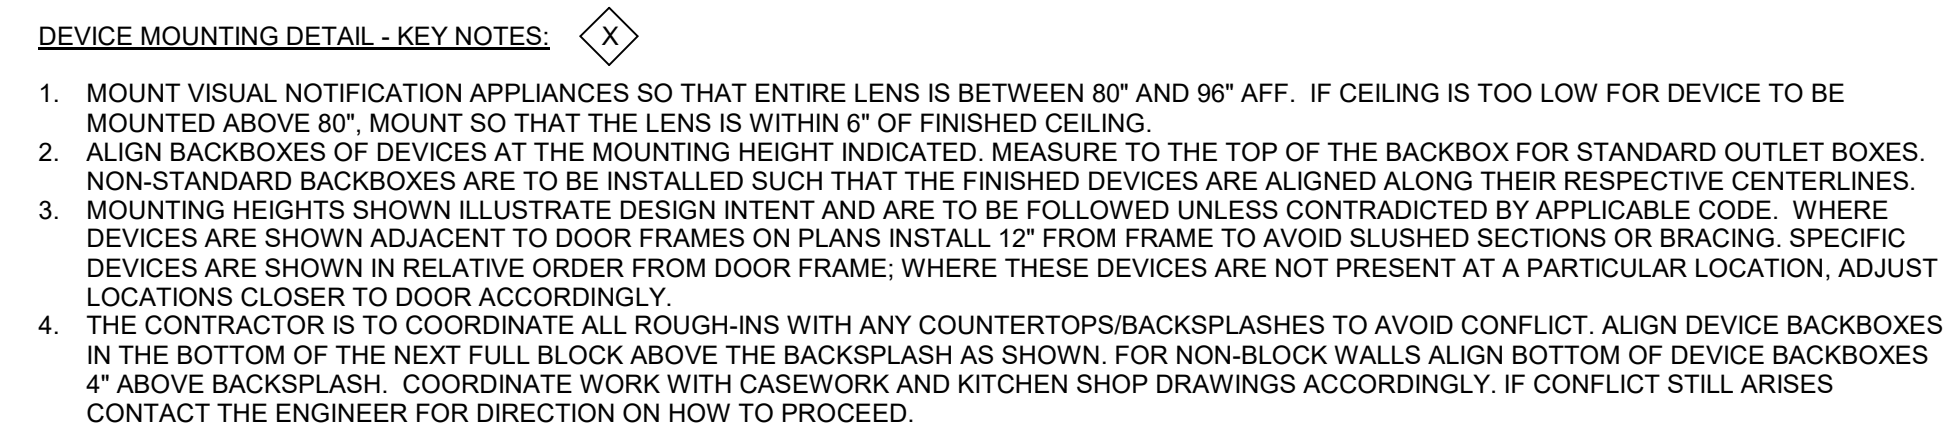 DEVICE MOUNTING DETAIL - KEY NOTES: X
1. MOUNT VISUAL NOTIFICATION APPLIANCES SO THAT ENTIRE LENS IS BETWEEN 80" AND 96" AFF. IF CEILING IS TOO LOW FOR DEVICE TO BE
MOUNTED ABOVE 80", MOUNT SO THAT THE LENS IS WITHIN 6" OF FINISHED CEILING.
2. ALIGN BACKBOXES OF DEVICES AT THE MOUNTING HEIGHT INDICATED. MEASURE TO THE TOP OF THE BACKBOX FOR STANDARD OUTLET BOXES.
NON-STANDARD BACKBOXES ARE TO BE INSTALLED SUCH THAT THE FINISHED DEVICES ARE ALIGNED ALONG THEIR RESPECTIVE CENTERLINES.
3. MOUNTING HEIGHTS SHOWN ILLUSTRATE DESIGN INTENT AND ARE TO BE FOLLOWED UNLESS CONTRADICTED BY APPLICABLE CODE. WHERE
DEVICES ARE SHOWN ADJACENT TO DOOR FRAMES ON PLANS INSTALL 12" FROM FRAME TO AVOID SLUSHED SECTIONS OR BRACING. SPECIFIC
DEVICES ARE SHOWN IN RELATIVE ORDER FROM DOOR FRAME; WHERE THESE DEVICES ARE NOT PRESENT AT A PARTICULAR LOCATION, ADJUST
LOCATIONS CLOSER TO DOOR ACCORDINGLY.
4. THE CONTRACTOR IS TO COORDINATE ALL ROUGH-INS WITH ANY COUNTERTOPS/BACKSPLASHES TO AVOID CONFLICT. ALIGN DEVICE BACKBOXES
IN THE BOTTOM OF THE NEXT FULL BLOCK ABOVE THE BACKSPLASH AS SHOWN. FOR NON-BLOCK WALLS ALIGN BOTTOM OF DEVICE BACKBOXES
4" ABOVE BACKSPLASH. COORDINATE WORK WITH CASEWORK AND KITCHEN SHOP DRAWINGS ACCORDINGLY. IF CONFLICT STILL ARISES
CONTACT THE ENGINEER FOR DIRECTION ON HOW TO PROCEED.